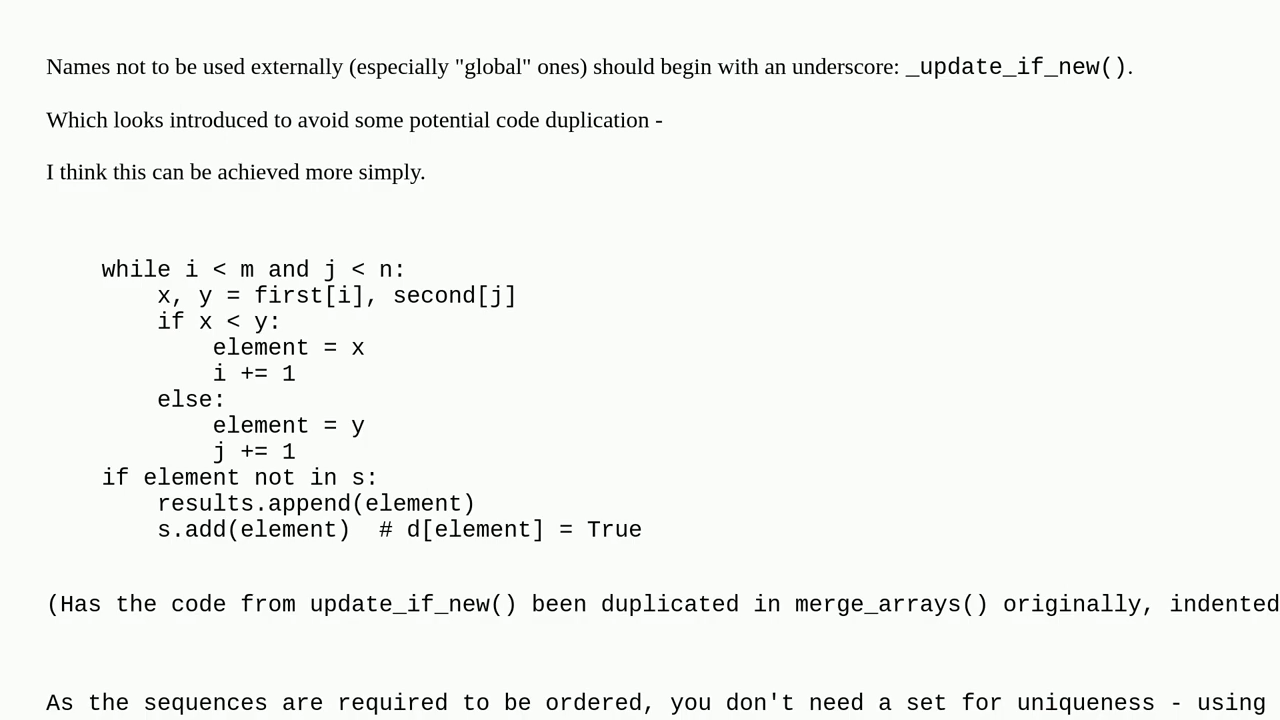 Names not to be used externally (especially "global" ones) should begin with an underscore: _update_if_new().
Which looks introduced to avoid some potential code duplication -
I think this can be achieved more simply.
    while i < m and j < n:
        x, y = first[i], second[j]
        if x < y:
            element = x
            i += 1
        else:
            element = y
            j += 1
    if element not in s:
        results.append(element)
        s.add(element)  # d[element] = True
(Has the code from update_if_new() been duplicated in merge_arrays() originally, indented
As the sequences are required to be ordered, you don't need a set for uniqueness - using